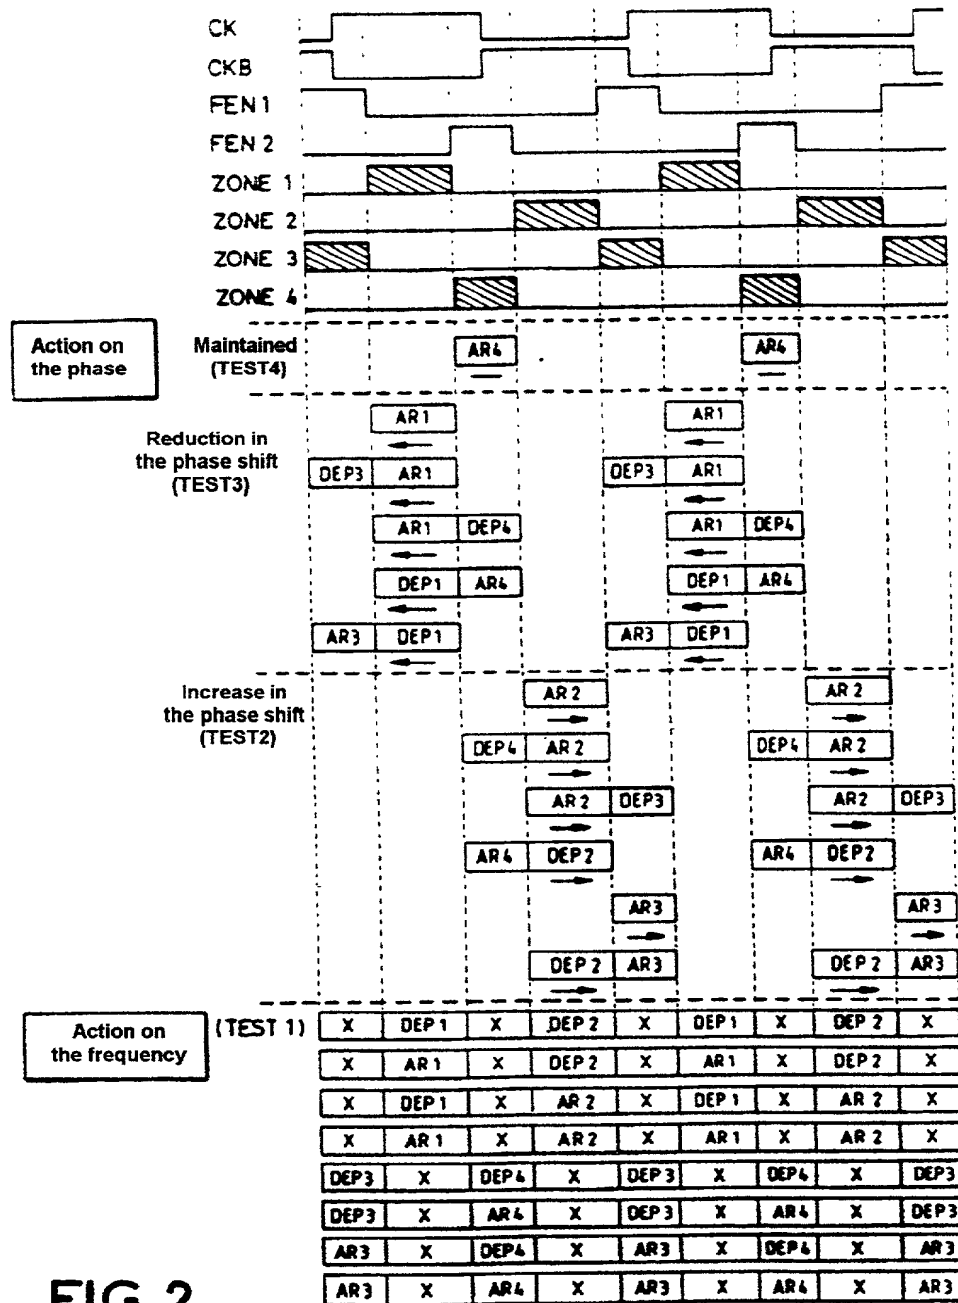 CK
CKB
FEN 1
FEN 2
ZONE 1
ZONE 2
ZONE 3
ZONE 4
Action on
the phase
Maintained
(TEST4)
AR4 AR4
Reduction in
the phase shift
(TEST3)
AR1 AR1
DEP3 AR1 DEP3 AR1
AR1 DEP4 AR1 DEP4
DEP1 AR4 DEP1 AR4
AR3 DEP1 AR3 DEP1
Increase in
the phase shift
(TEST2)
AR 2 AR 2
DEP4 AR 2 DEP4 AR 2
AR2 DEP3 AR2 DEP3
AR4 DEP2 AR4 DEP2
AR3 AR3
DEP 2 AR3 DEP 2 AR3
Action on
the frequency
(TEST 1) X DEP 1 X DEP 2 X DEP 1 X DEP 2 X
X AR 1 X DEP 2 X AR 1 X DEP 2 X
X DEP 1 X AR 2 X DEP 1 X AR 2 X
X AR 1 X AR 2 X AR 1 X AR 2 X
DEP3 X DEP4 X DEP3 X DEP4 X DEP3
DEP3 X AR4 X DEP3 X AR4 X DEP3
AR3 X DEP4 X AR3 X DEP4 X AR3
AR3 X AR4 X AR3 X AR4 X AR3
FIG 2